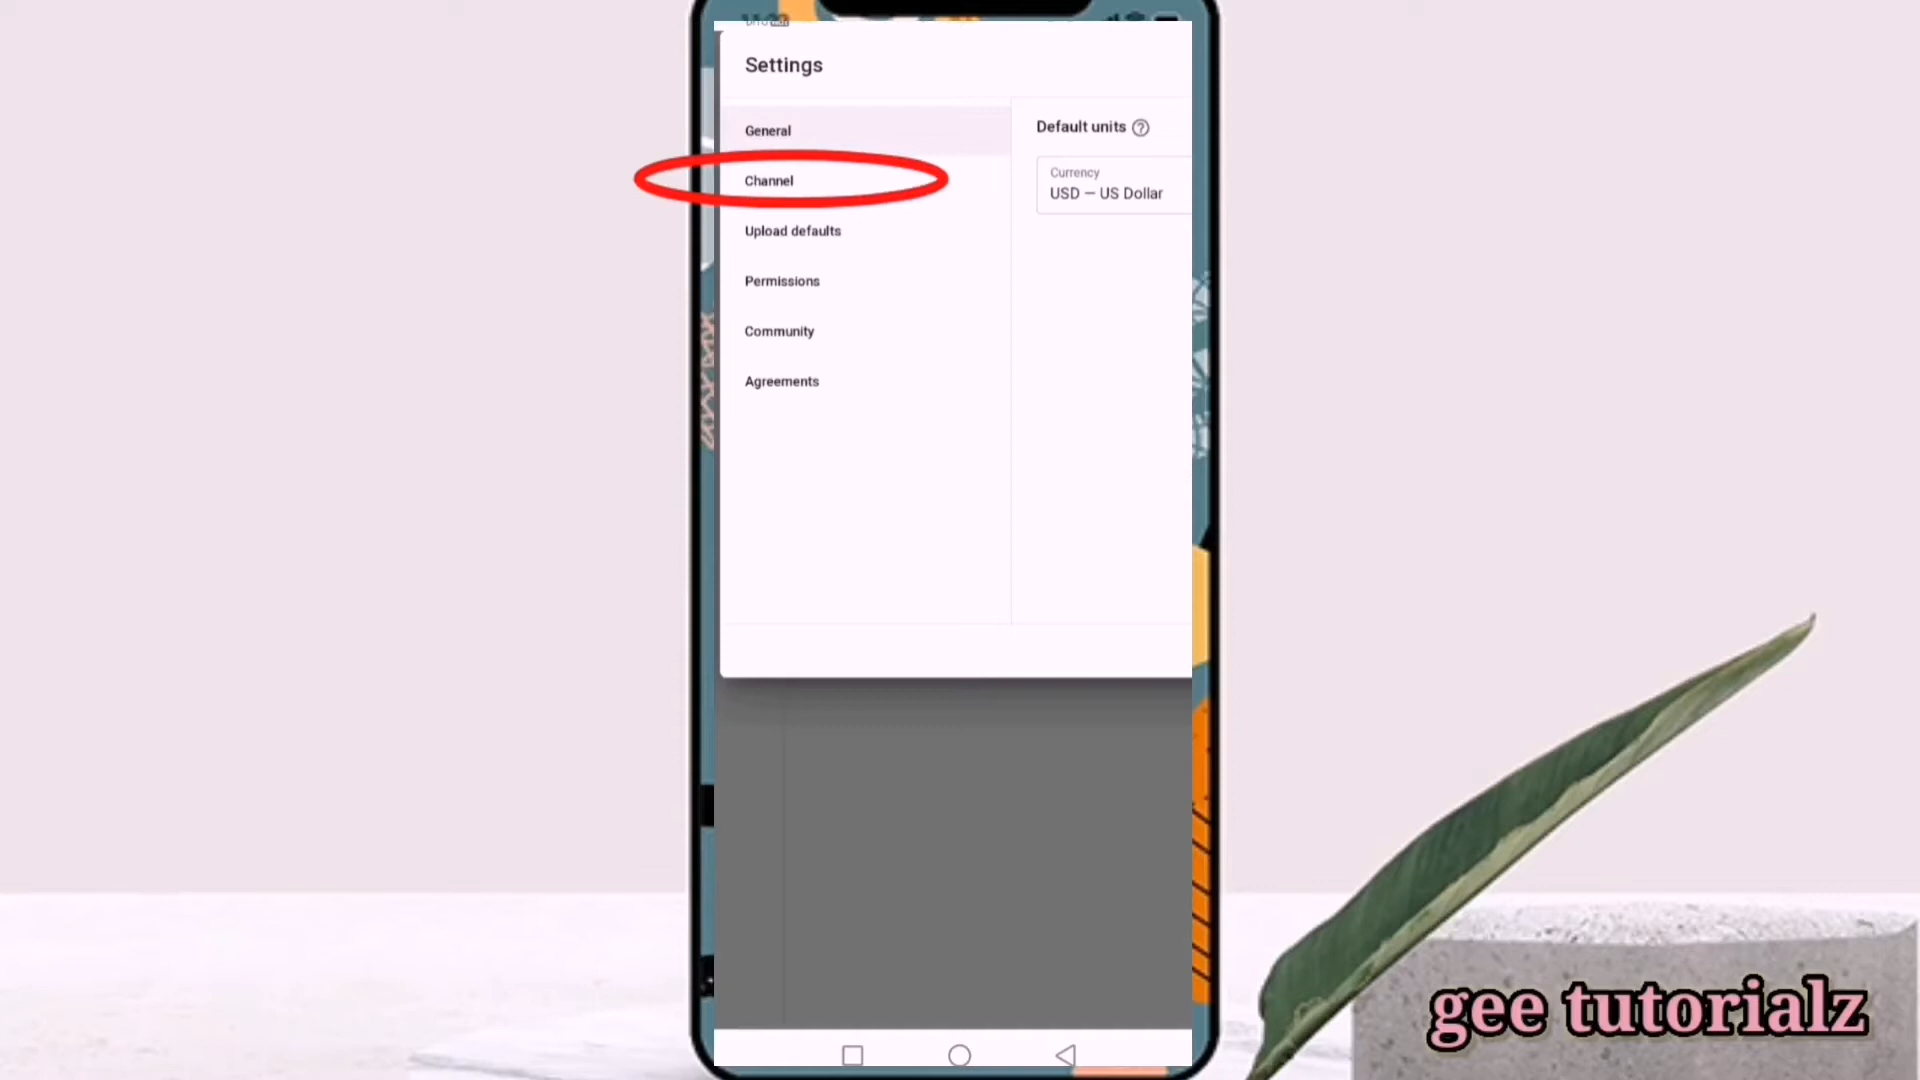 Settings
General
Default units
Channel
Currency
USD – US Dollar
Upload defaults
Permissions
Community
Agreements
gee tutorialz